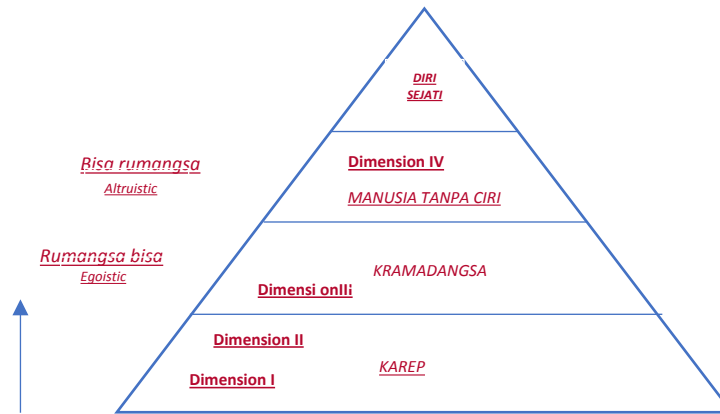 DIRI
SEJATI
Bisa rumangsa
Altruistic
Dimension IV
MANUSIA TANPA CIRI
Rumangsa bisa
Egoistic
KRAMADANGSA
Dimensi onIIi
Dimension II
KAREP
Dimension I